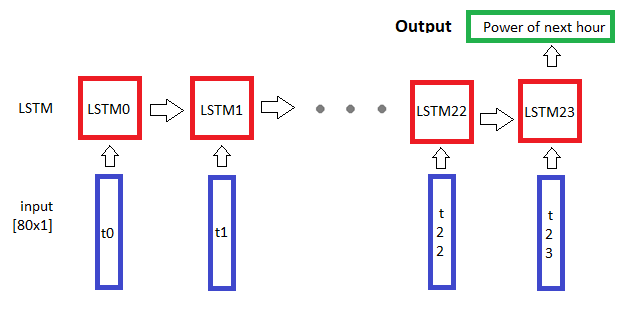 Output
Power of next hour
LSTM
LSTM0
LSTM1
LSTM22
LSTM23
input
[80x1]
t0
t1
t
2
2
t
2
3